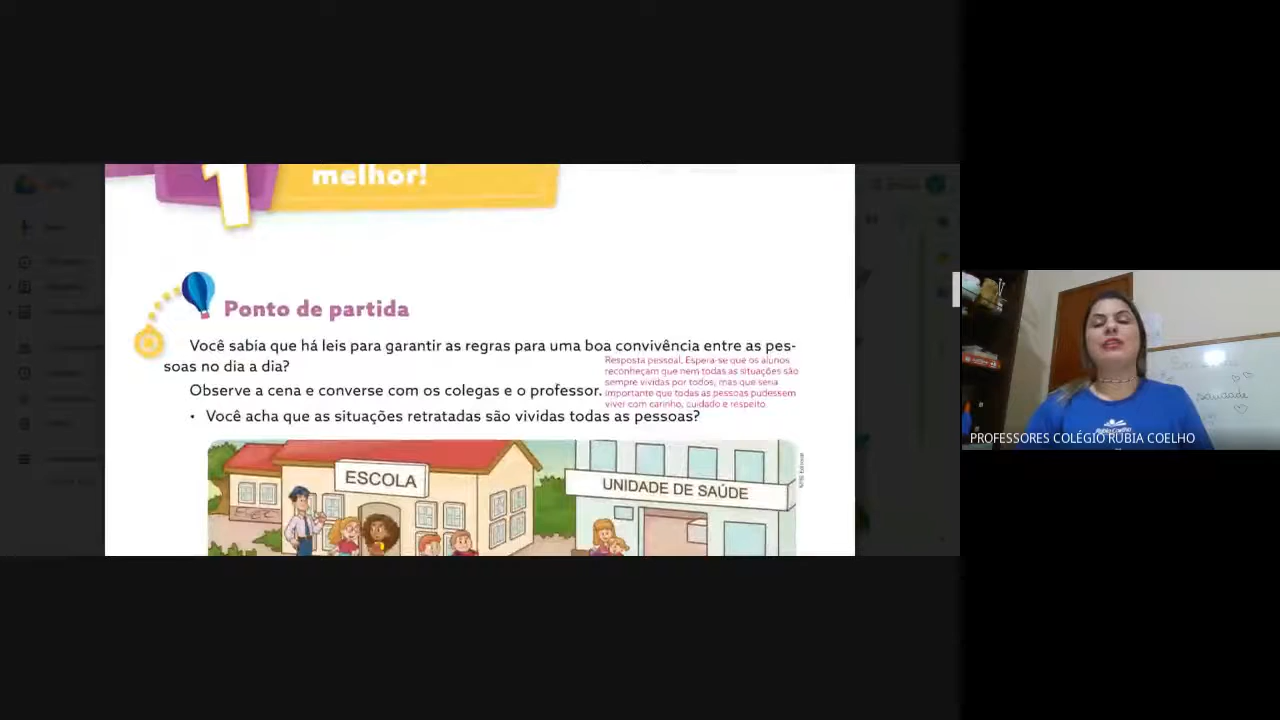 1
melhor!
Ponto de partida
Você sabia que há leis para garantir as regras para uma boa convivência entre as pes-
soas no dia a dia?
Resposta pessoal. Espera-se que os alunos
reconheçam que nem todas as situações são
sempre vividas por todos, mas que seria
importante que todas as pessoas pudessem
viver com carinho, cuidado e respeito.
Observe a cena e converse com os colegas e o professor.
• Você acha que as situações retratadas são vividas todas as pessoas?
ESCOLA
UNIDADE DE SAÚDE
saudade
Rúbia Coelho
PROFESSORES COLÉGIO RÚBIA COELHO